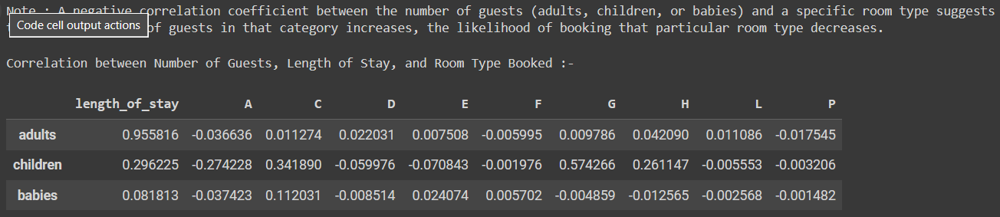 Note : A negative correlation coefficient between the number of guests (adults, children, or babies) and a specific room type suggests
Code cell output actions
of guests in that category increases, the likelihood of booking that particular room type decreases.
Correlation between Number of Guests, Length of Stay, and Room Type Booked :-
length_of_stay A C D E F G H L P
adults 0.955816 -0.036636 0.011274 0.022031 0.007508 -0.005995 0.009786 0.042090 0.011086 -0.017545
children 0.296225 -0.274228 0.341890 -0.059976 -0.070843 -0.001976 0.574266 0.261147 -0.005553 -0.003206
babies 0.081813 -0.037423 0.112031 -0.008514 0.024074 0.005702 -0.004859 -0.012565 -0.002568 -0.001482